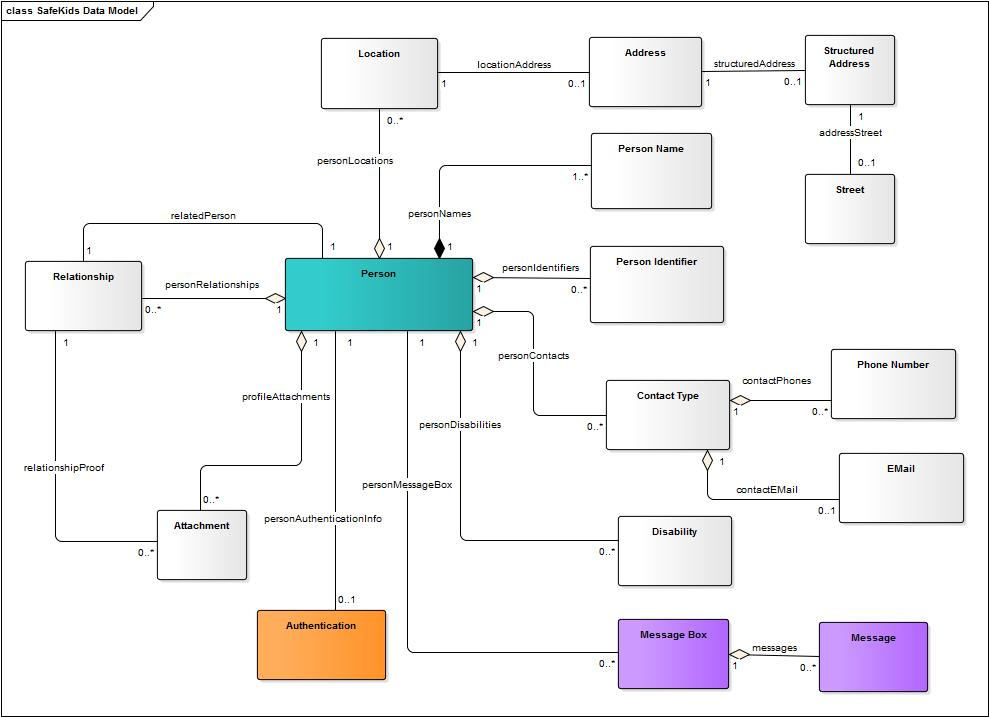 class SafeKids Data Model
Location
locationAddress
1
0..1
Address
structuredAddress
1
0..1
Structured
Address
1
addressStreet
0..1
Street
0..*
personLocations
1
Person Name
1..*
personNames
1
relatedPerson
1
1
Relationship
personRelationships
0..*
1
Person
personIdentifiers
1
0..*
Person Identifier
1
personContacts
0..*
Contact Type
contactPhones
1
0..*
Phone Number
1
contactEMail
0..1
EMail
1
relationshipProof
0..*
1
profileAttachments
0..*
Attachment
1
personAuthenticationInfo
0..1
Authentication
1
personMessageBox
0..*
1
personDisabilities
0..*
Disability
Message Box
messages
1
0..*
Message